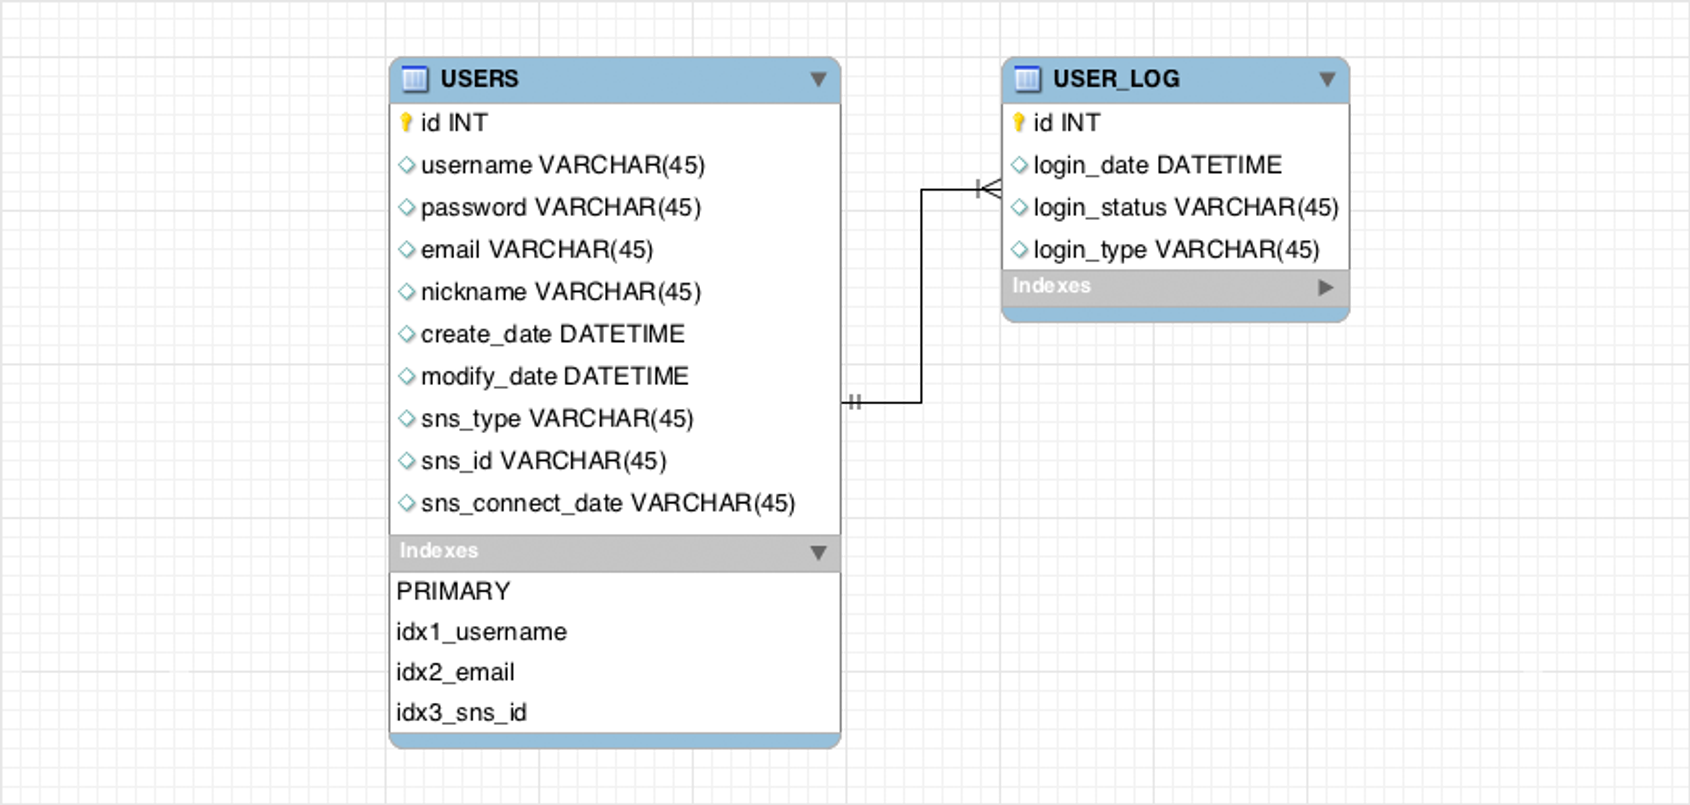 USERS
id INT
username VARCHAR(45)
password VARCHAR(45)
email VARCHAR(45)
nickname VARCHAR(45)
create_date DATETIME
modify_date DATETIME
sns_type VARCHAR(45)
sns_id VARCHAR(45)
sns_connect_date VARCHAR(45)
Indexes
PRIMARY
idx1_username
idx2_email
idx3_sns_id
USER_LOG
id INT
login_date DATETIME
login_status VARCHAR(45)
login_type VARCHAR(45)
Indexes